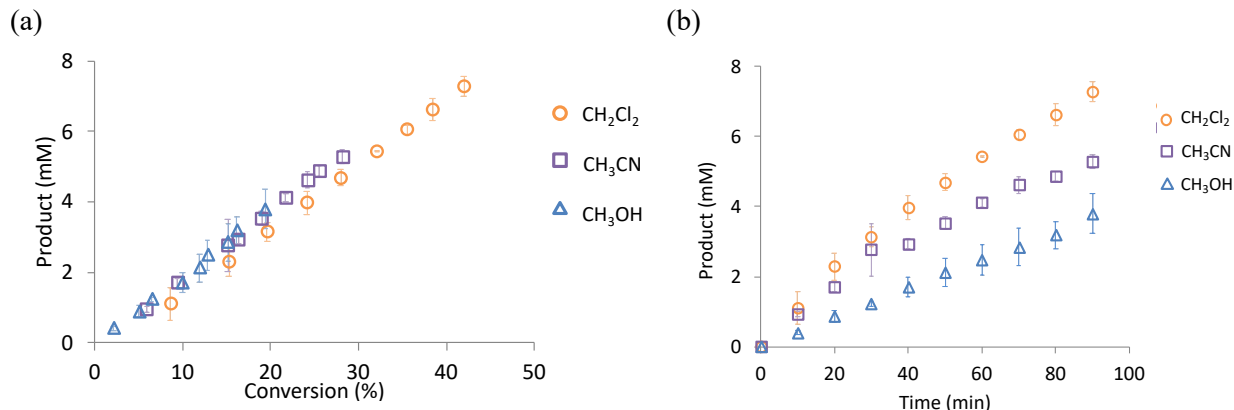 (a)
8
6
4
2
0
Product (mM)
0 10 20 30 40 50
Conversion (%)
CH₂Cl₂
CH₃CN
CH₃OH
(b)
8
6
4
2
0
Product (mM)
0 20 40 60 80 100
Time (min)
CH₂Cl₂
CH₃CN
CH₃OH